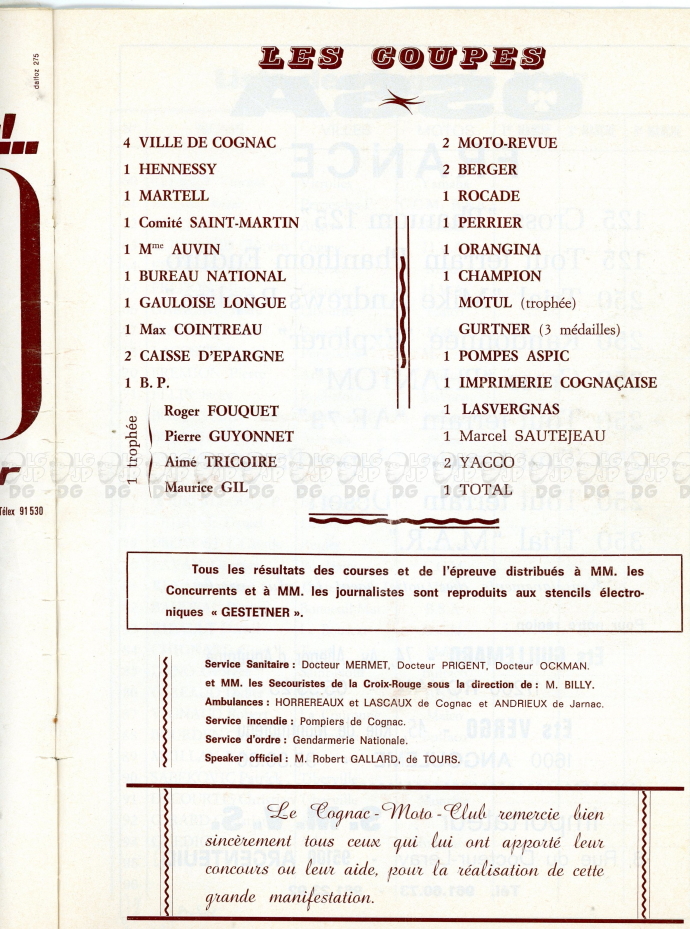 dalfoz 275
LES COUPES
4 VILLE DE COGNAC
1 HENNESSY
1 MARTELL
1 Comité SAINT-MARTIN
1 Mme AUVIN
1 BUREAU NATIONAL
1 GAULOISE LONGUE
1 Max COINTREAU
2 CAISSE D'EPARGNE
1 B. P.
1 trophée
Roger FOUQUET
Pierre GUYONNET
Aimé TRICOIRE
Maurice GIL
2 MOTO-REVUE
2 BERGER
1 ROCADE
1 PERRIER
1 ORANGINA
1 CHAMPION
MOTUL (trophée)
GURTNER (3 médailles)
1 POMPES ASPIC
1 IMPRIMERIE COGNAÇAISE
1 LASVERGNAS
1 Marcel SAUTEJEAU
2 YACCO
1 TOTAL
Télex 91 530
Tous les résultats des courses et de l'épreuve distribués à MM. les
Concurrents et à MM. les journalistes sont reproduits aux stencils électro-
niques « GESTETNER ».
Service Sanitaire : Docteur MERMET, Docteur PRIGENT, Docteur OCKMAN.
et MM. les Secouristes de la Croix-Rouge sous la direction de : M. BILLY.
Ambulances : HORREREAUX et LASCAUX de Cognac et ANDRIEUX de Jarnac.
Service incendie : Pompiers de Cognac.
Service d'ordre : Gendarmerie Nationale.
Speaker officiel : M. Robert GALLARD, de TOURS.
Le Cognac-Moto-Club remercie bien
sincèrement tous ceux qui lui ont apporté leur
concours ou leur aide, pour la réalisation de cette
grande manifestation.